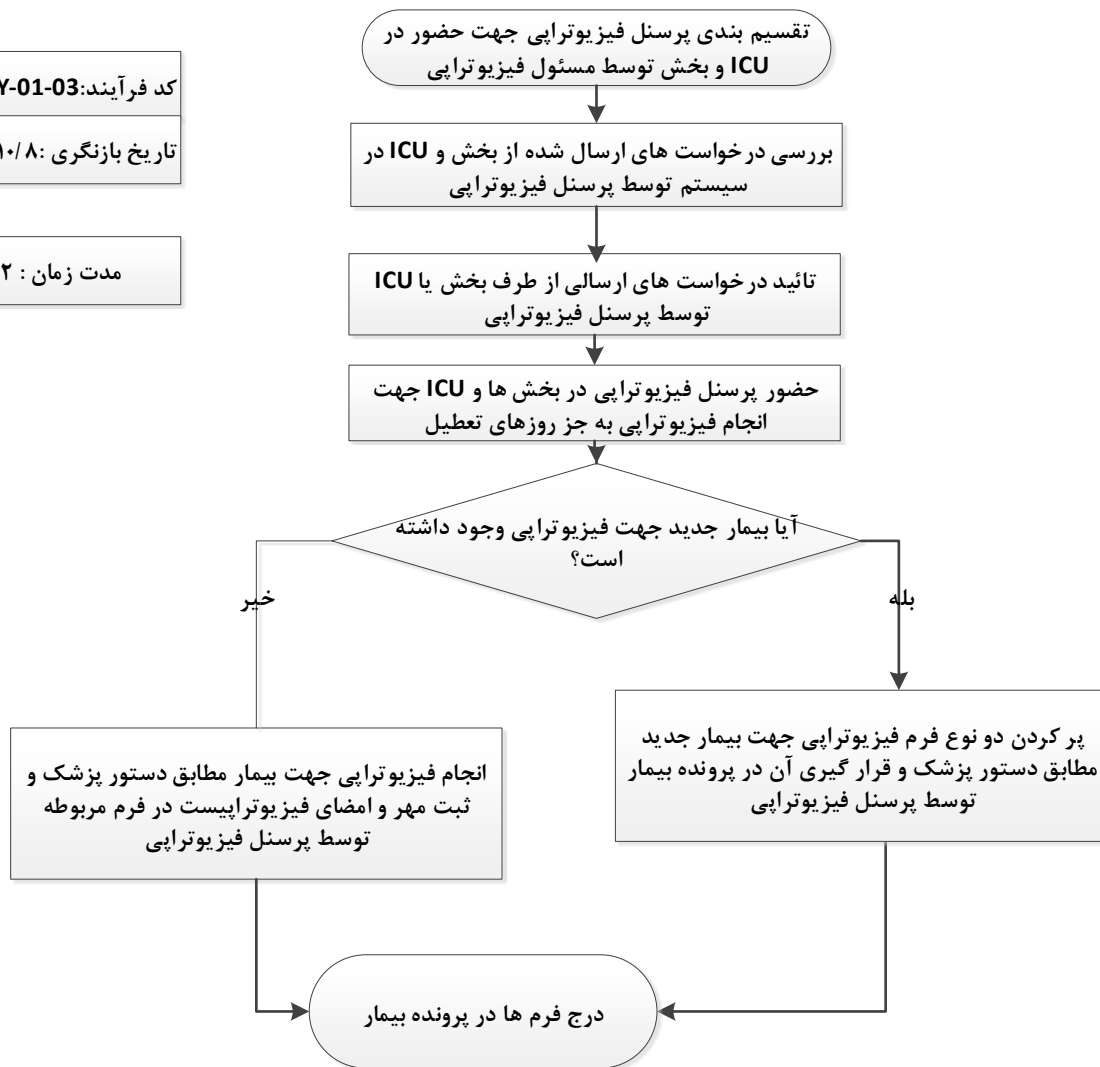 تقسیم بندی پرسنل فیزیوتراپی جهت حضور در
ICU و بخش توسط مسئول فیزیوتراپی
کد فرآیند:Y-01-03
تاریخ بازنگری :۱۰/۸
مدت زمان : ۲
بررسی درخواست های ارسال شده از بخش و ICU در
سیستم توسط پرسنل فیزیوتراپی
تائید درخواست های ارسالی از طرف بخش یا ICU
توسط پرسنل فیزیوتراپی
حضور پرسنل فیزیوتراپی در بخش ها و ICU جهت
انجام فیزیوتراپی به جز روزهای تعطیل
آیا بیمار جدید جهت فیزیوتراپی وجود داشته
است؟
بله
خیر
پر کردن دو نوع فرم فیزیوتراپی جهت بیمار جدید
مطابق دستور پزشک و قرار گیری آن در پرونده بیمار
توسط پرسنل فیزیوتراپی
انجام فیزیوتراپی جهت بیمار مطابق دستور پزشک و
ثبت مهر و امضای فیزیوتراپیست در فرم مربوطه
توسط پرسنل فیزیوتراپی
درج فرم ها در پرونده بیمار